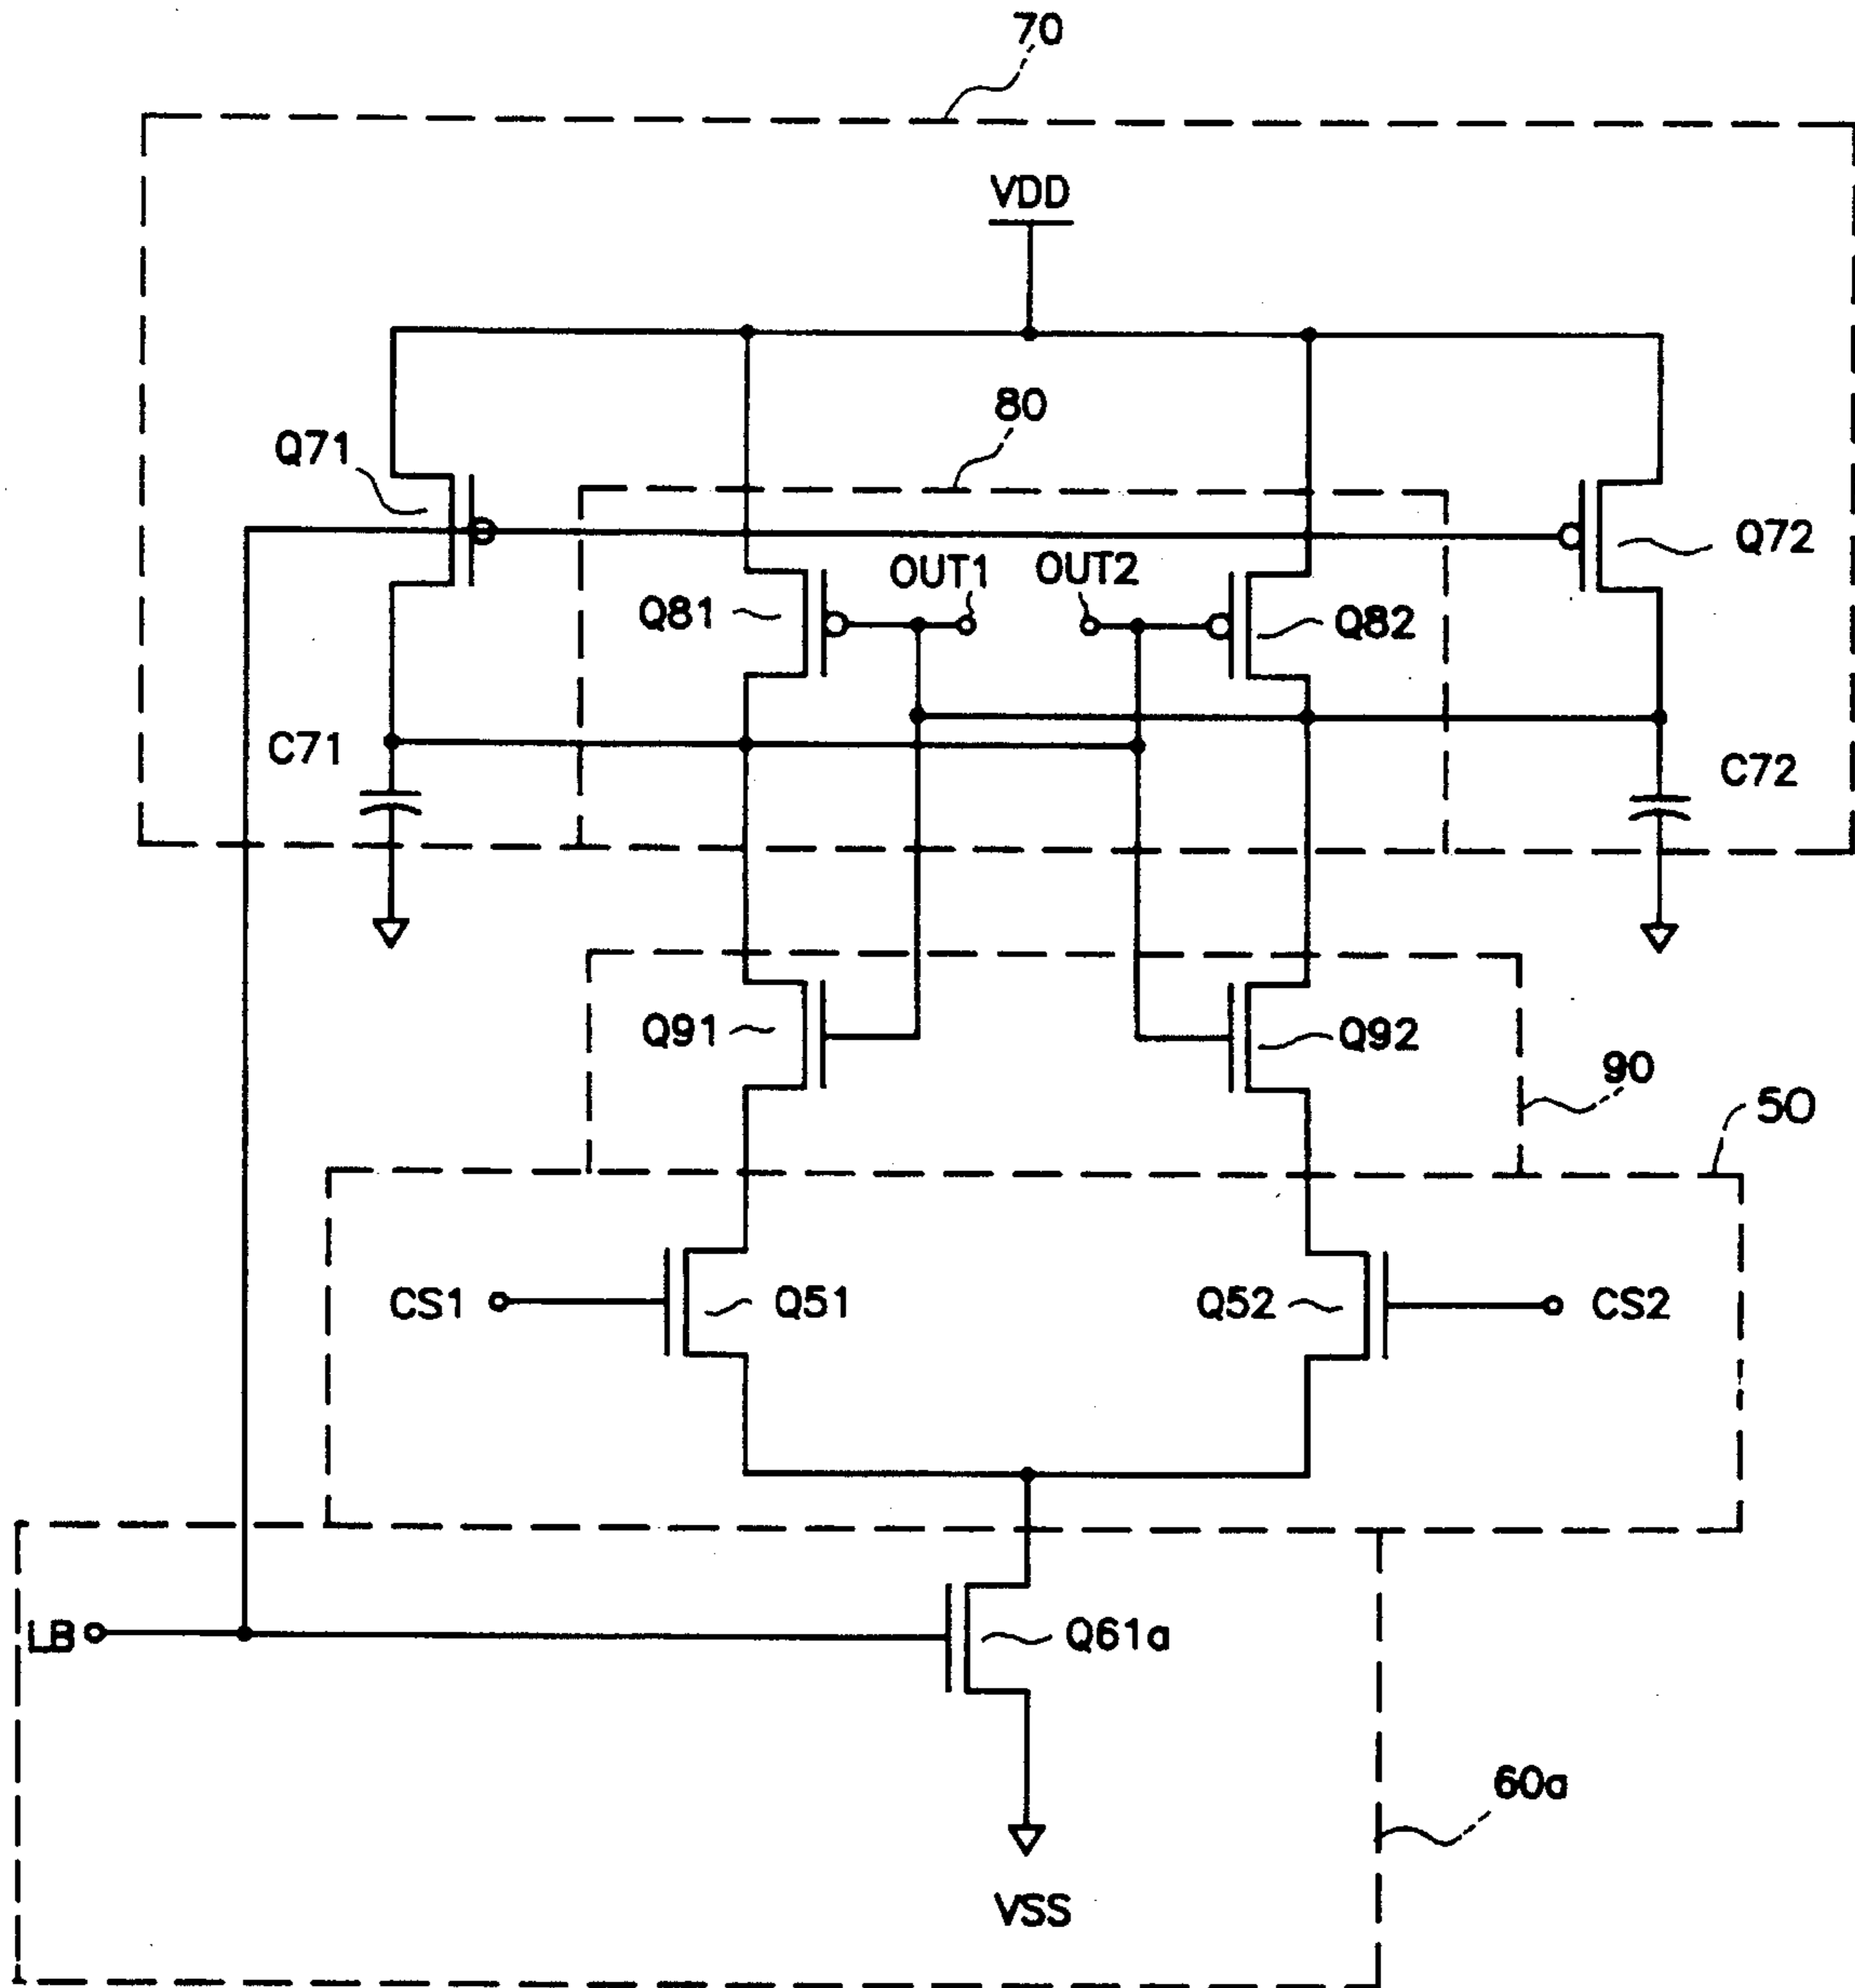 70
VDD
80
Q71
Q72
OUT1
OUT2
Q81
Q82
C71
C72
Q91
Q92
90
50
CS1
Q51
Q52
CS2
LB
Q61a
60a
VSS